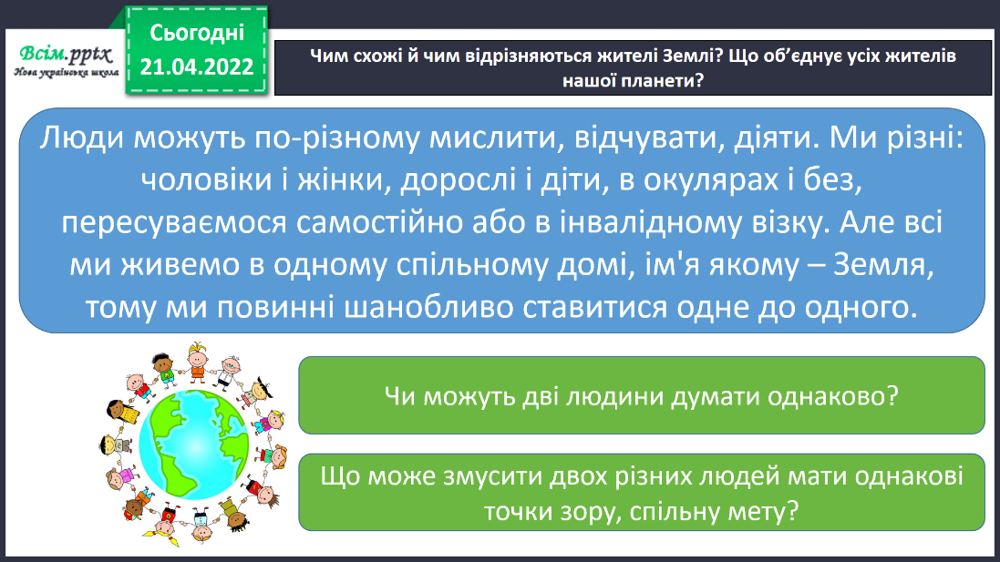 Всім.pptx
Нова українська школа
Сьогодні
21.04.2022
Чим схожі й чим відрізняються жителі Землі? Що об’єднує усіх жителів
нашої планети?
Люди можуть по-різному мислити, відчувати, діяти. Ми різні:
чоловіки і жінки, дорослі і діти, в окулярах і без,
пересуваємося самостійно або в інвалідному візку. Але всі
ми живемо в одному спільному домі, ім'я якому – Земля,
тому ми повинні шанобливо ставитися одне до одного.
Чи можуть дві людини думати однаково?
Що може змусити двох різних людей мати однакові
точки зору, спільну мету?